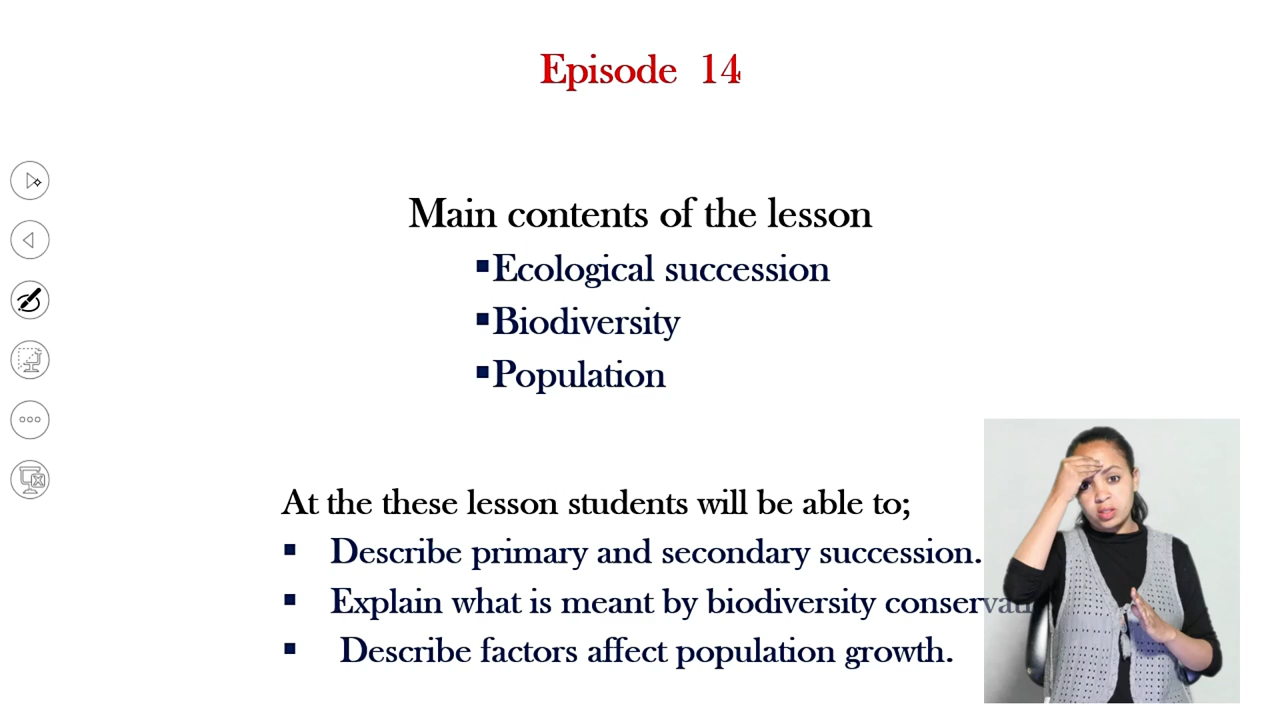 Episode 14
Main contents of the lesson
▪Ecological succession
▪Biodiversity
▪Population
At the these lesson students will be able to;
▪ Describe primary and secondary succession.
▪ Explain what is meant by biodiversity
▪ Describe factors affect population growth.